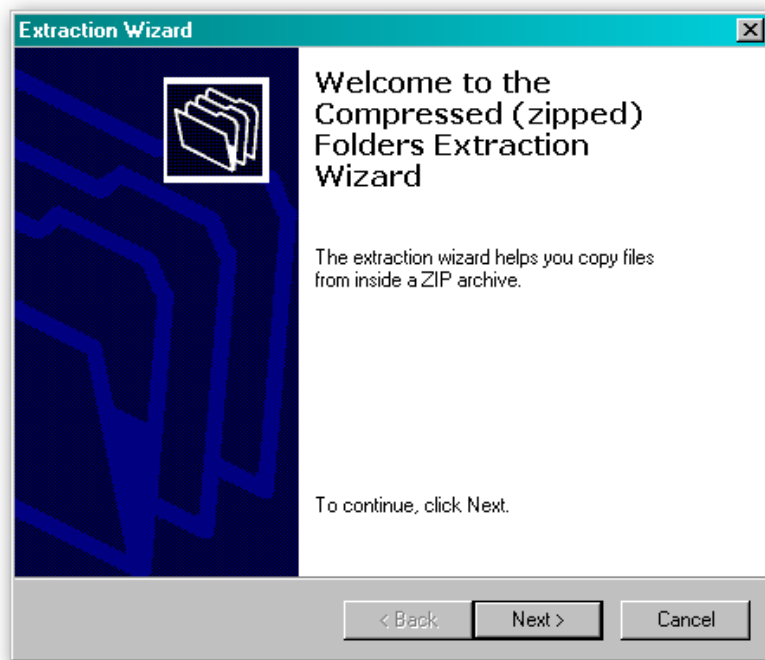 Extraction Wizard
Welcome to the
Compressed (zipped)
Folders Extraction
Wizard
The extraction wizard helps you copy files
from inside a ZIP archive.
To continue, click Next.
< Back
Next >
Cancel